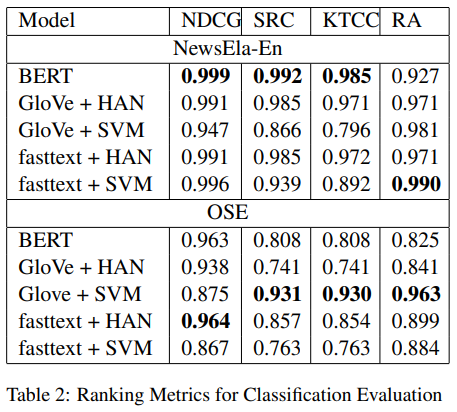 Model NDCG SRC KTCC RA
NewsEla-En
BERT 0.999 0.992 0.985 0.927
GloVe + HAN 0.991 0.985 0.971 0.971
GloVe + SVM 0.947 0.866 0.796 0.981
fasttext + HAN 0.991 0.985 0.972 0.971
fasttext + SVM 0.996 0.939 0.892 0.990
OSE
BERT 0.963 0.808 0.808 0.825
GloVe + HAN 0.938 0.741 0.741 0.841
Glove + SVM 0.875 0.931 0.930 0.963
fasttext + HAN 0.964 0.857 0.854 0.899
fasttext + SVM 0.867 0.763 0.763 0.884
Table 2: Ranking Metrics for Classification Evaluation